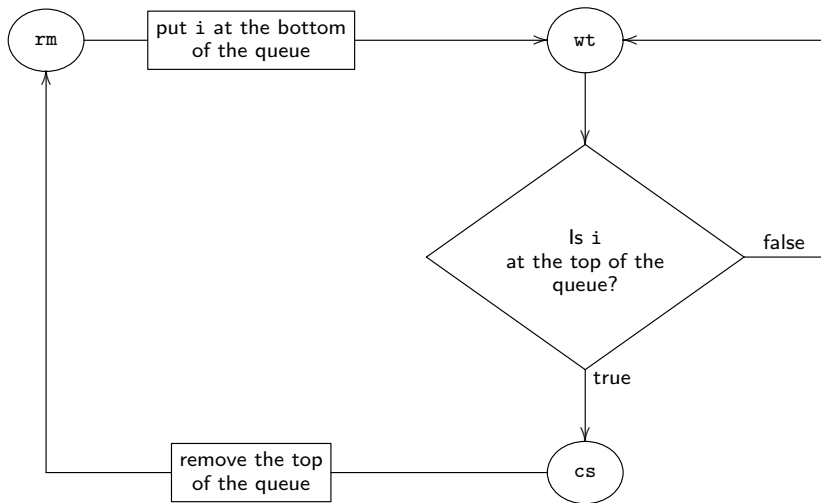 rm
put i at the bottom
of the queue
wt
Is i
at the top of the
queue?
false
true
remove the top
of the queue
cs